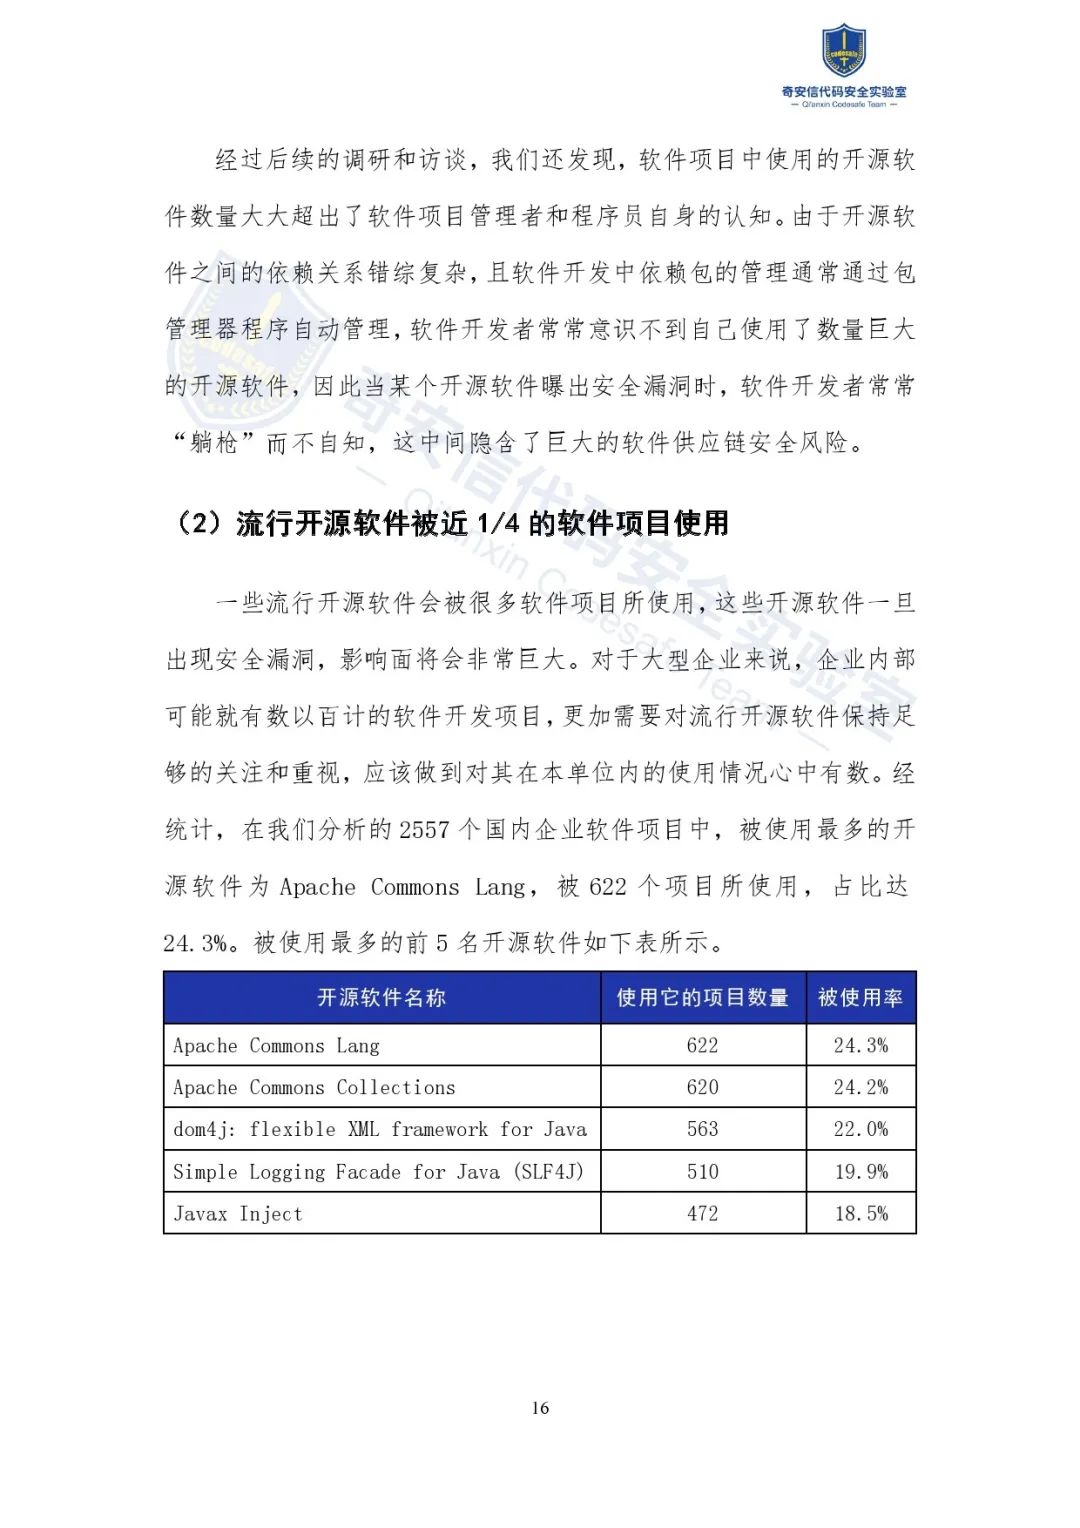 codesafe
奇安信代码安全实验室
— Qi'anxin Codesafe Team —
经过后续的调研和访谈，我们还发现，软件项目中使用的开源软
件数量大大超出了软件项目管理者和程序员自身的认知。由于开源软
件之间的依赖关系错综复杂，且软件开发中依赖包的管理通常通过包
管理器程序自动管理，软件开发者常常意识不到自己使用了数量巨大
的开源软件，因此当某个开源软件曝出安全漏洞时，软件开发者常常
“躺枪”而不自知，这中间隐含了巨大的软件供应链安全风险。
（2）流行开源软件被近 1/4 的软件项目使用
一些流行开源软件会被很多软件项目所使用，这些开源软件一旦
出现安全漏洞，影响面将会非常巨大。对于大型企业来说，企业内部
可能就有数以百计的软件开发项目，更加需要对流行开源软件保持足
够的关注和重视，应该做到对其在本单位内的使用情况心中有数。经
统计，在我们分析的 2557 个国内企业软件项目中，被使用最多的开
源软件为 Apache Commons Lang，被 622 个项目所使用，占比达
24.3%。被使用最多的前 5 名开源软件如下表所示。
开源软件名称 使用它的项目数量 被使用率
Apache Commons Lang 622 24.3%
Apache Commons Collections 620 24.2%
dom4j: flexible XML framework for Java 563 22.0%
Simple Logging Facade for Java (SLF4J) 510 19.9%
Javax Inject 472 18.5%
codesafe
奇安信代码安全实验室
— Qi'anxin Codesafe Team —
16